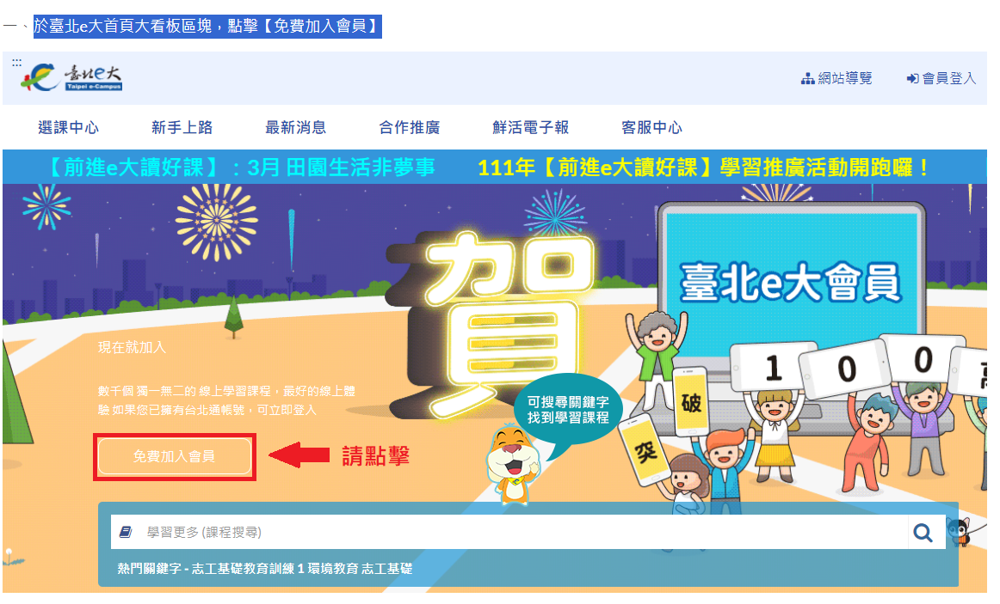 一、於臺北e大首頁大看板區塊，點擊【免費加入會員】
:::
臺北e大
Taipei e-Campus
網站導覽
會員登入
選課中心 新手上路 最新消息 合作推廣 鮮活電子報 客服中心
【前進e大讀好課】：3月 田園生活非夢事 111年【前進e大讀好課】學習推廣活動開跑囉！
賀
臺北e大會員
突破100萬
現在就加入
數千個 獨一無二的 線上學習課程，最好的線上體
驗 如果您已擁有台北通帳號，可立即登入
可搜尋關鍵字
找到學習課程
免費加入會員
請點擊
學習更多 (課程搜尋)
熱門關鍵字 - 志工基礎教育訓練 1 環境教育 志工基礎